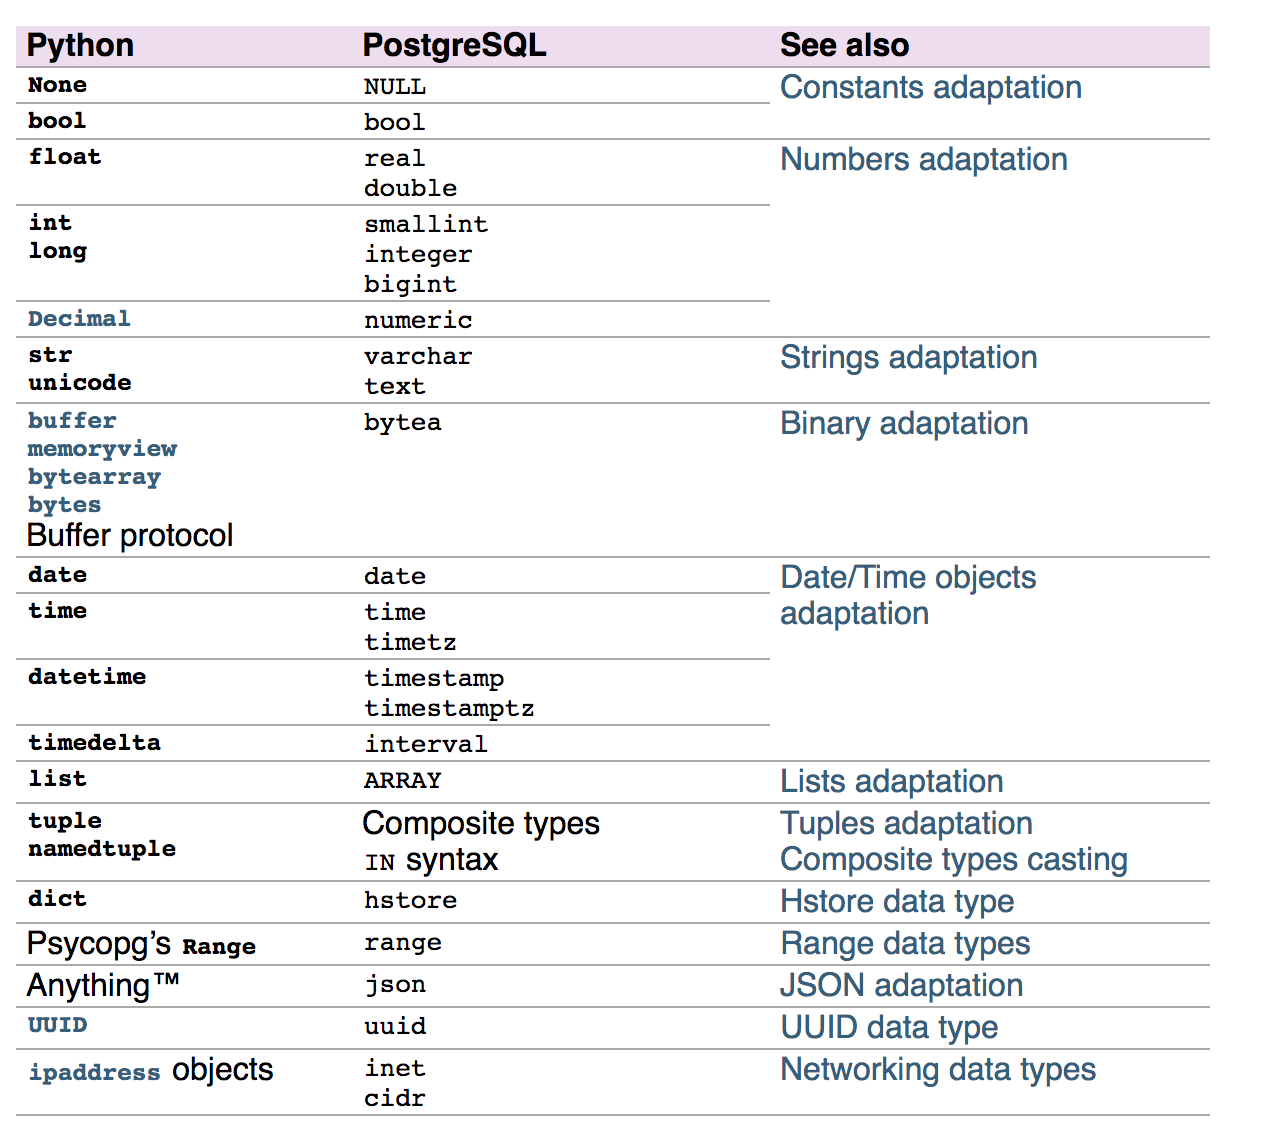 Python PostgreSQL See also
None NULL Constants adaptation
bool bool
float real Numbers adaptation
double
int smallint
long integer
bigint
Decimal numeric
str varchar Strings adaptation
unicode text
buffer bytea Binary adaptation
memoryview
bytearray
bytes
Buffer protocol
date date Date/Time objects
time time adaptation
timetz
datetime timestamp
timestamptz
timedelta interval
list ARRAY Lists adaptation
tuple Composite types Tuples adaptation
namedtuple IN syntax Composite types casting
dict hstore Hstore data type
Psycopg’s Range range Range data types
Anything™ json JSON adaptation
UUID uuid UUID data type
ipaddress objects inet Networking data types
cidr